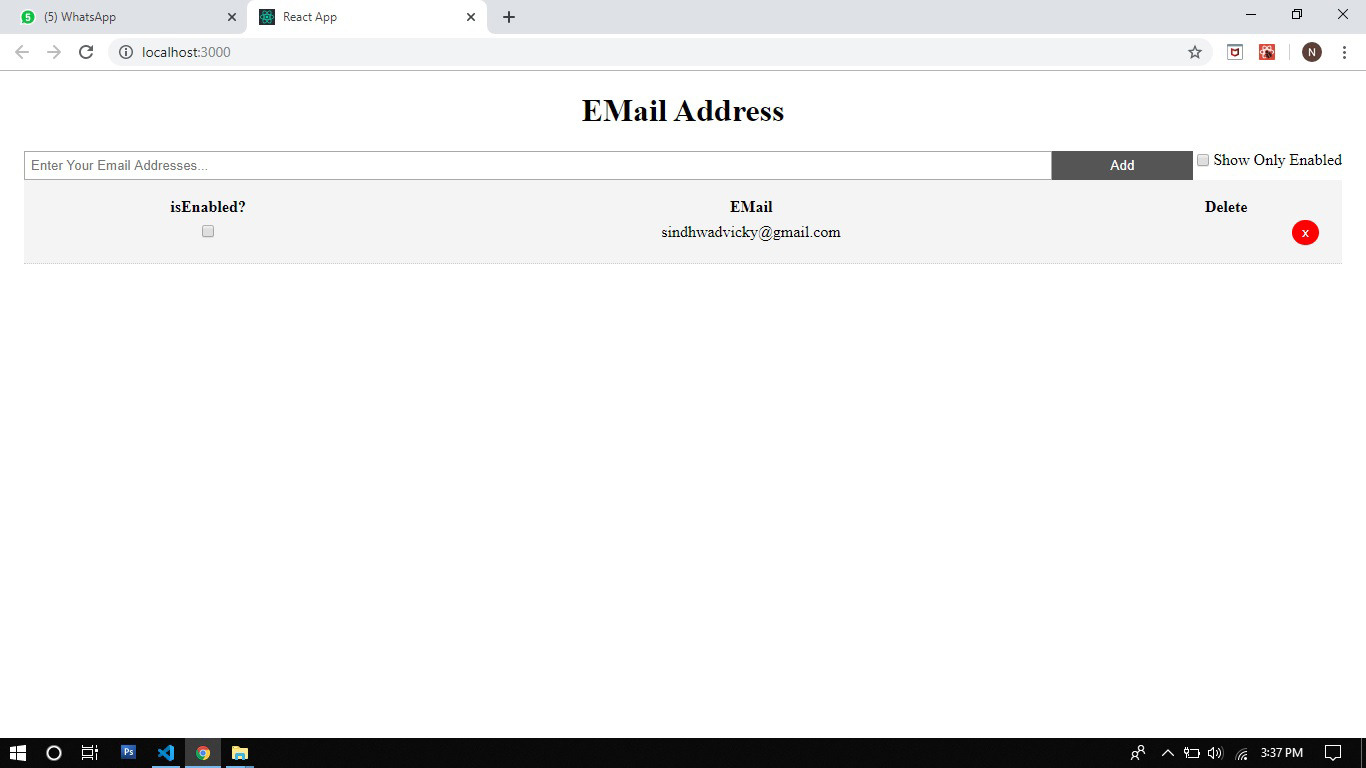 (5) WhatsApp
React App
localhost:3000
N
EMail Address
Enter Your Email Addresses...
Add
Show Only Enabled
isEnabled?
EMail
Delete
sindhwadvicky@gmail.com
x
Ps
3:37 PM